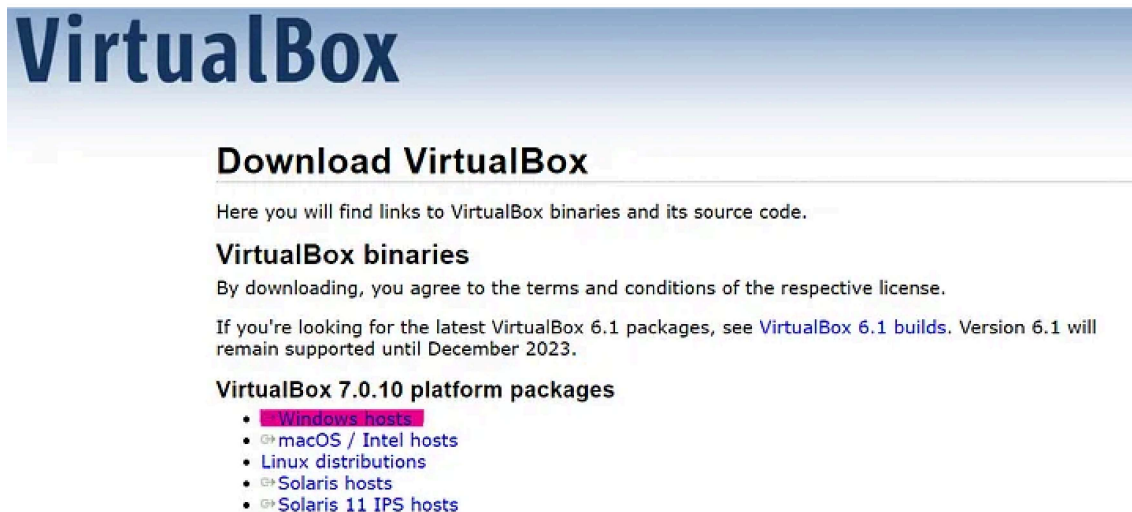 VirtualBox
Download VirtualBox
Here you will find links to VirtualBox binaries and its source code.
VirtualBox binaries
By downloading, you agree to the terms and conditions of the respective license.
If you're looking for the latest VirtualBox 6.1 packages, see VirtualBox 6.1 builds. Version 6.1 will
remain supported until December 2023.
VirtualBox 7.0.10 platform packages
• Windows hosts
• macOS / Intel hosts
• Linux distributions
• Solaris hosts
• Solaris 11 IPS hosts